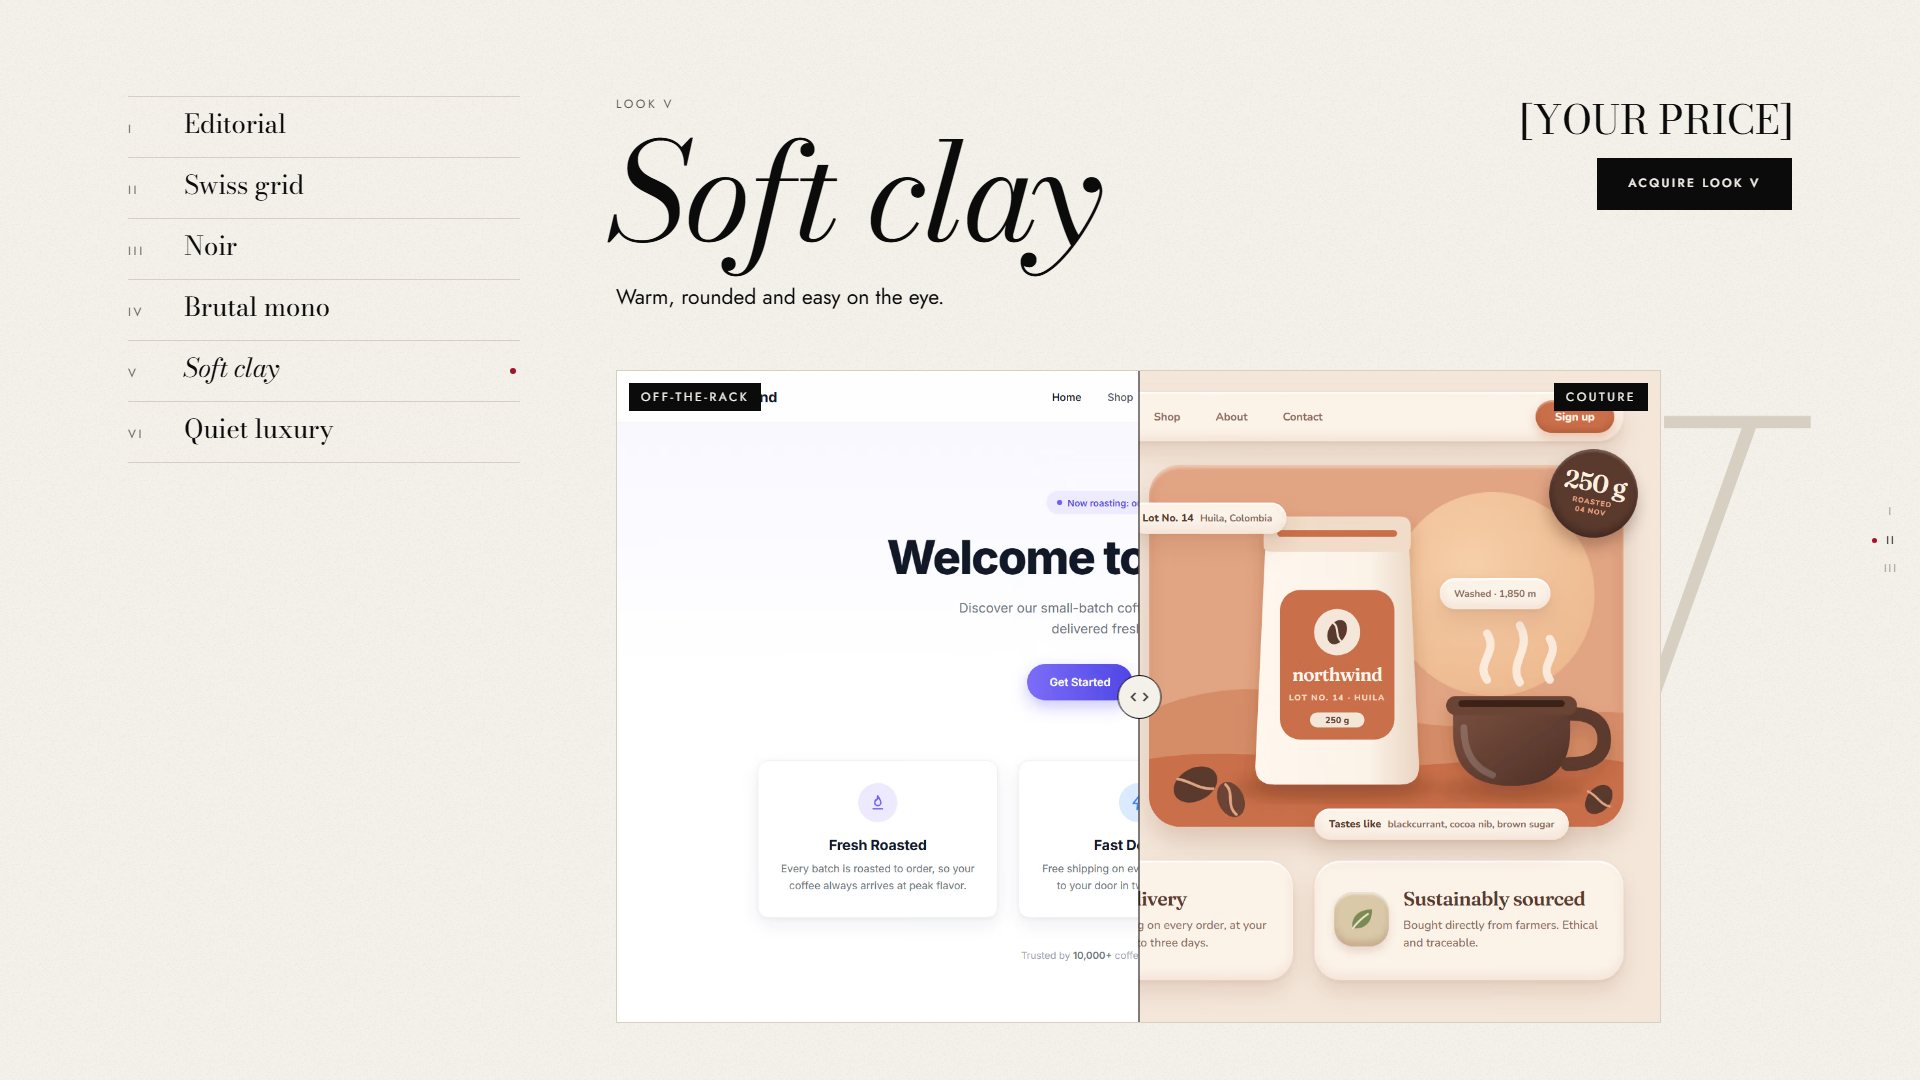 I Editorial
II Swiss grid
III Noir
IV Brutal mono
V Soft clay
VI Quiet luxury
LOOK V
Soft clay
Warm, rounded and easy on the eye.
[YOUR PRICE]
ACQUIRE LOOK V
OFF-THE-RACK
nd
Home Shop
Now roasting:
Welcome to
Discover our small-batch
delivered
Get Started
Fresh Roasted
Every batch is roasted to order, so your
coffee always arrives at peak flavor.
Fast
Free shipping on
to your door in
Trusted by 10,000+
COUTURE
Shop About Contact
Sign up
250 g
ROASTED
04 NOV
Lot No. 14 Huila, Colombia
Washed · 1,850 m
northwind
LOT NO. 14 · HUILA
250 g
Tastes like blackcurrant, cocoa nib, brown sugar
livery
g on every order, at your
to three days.
Sustainably sourced
Bought directly from farmers. Ethical
and traceable.
V
I
II
III